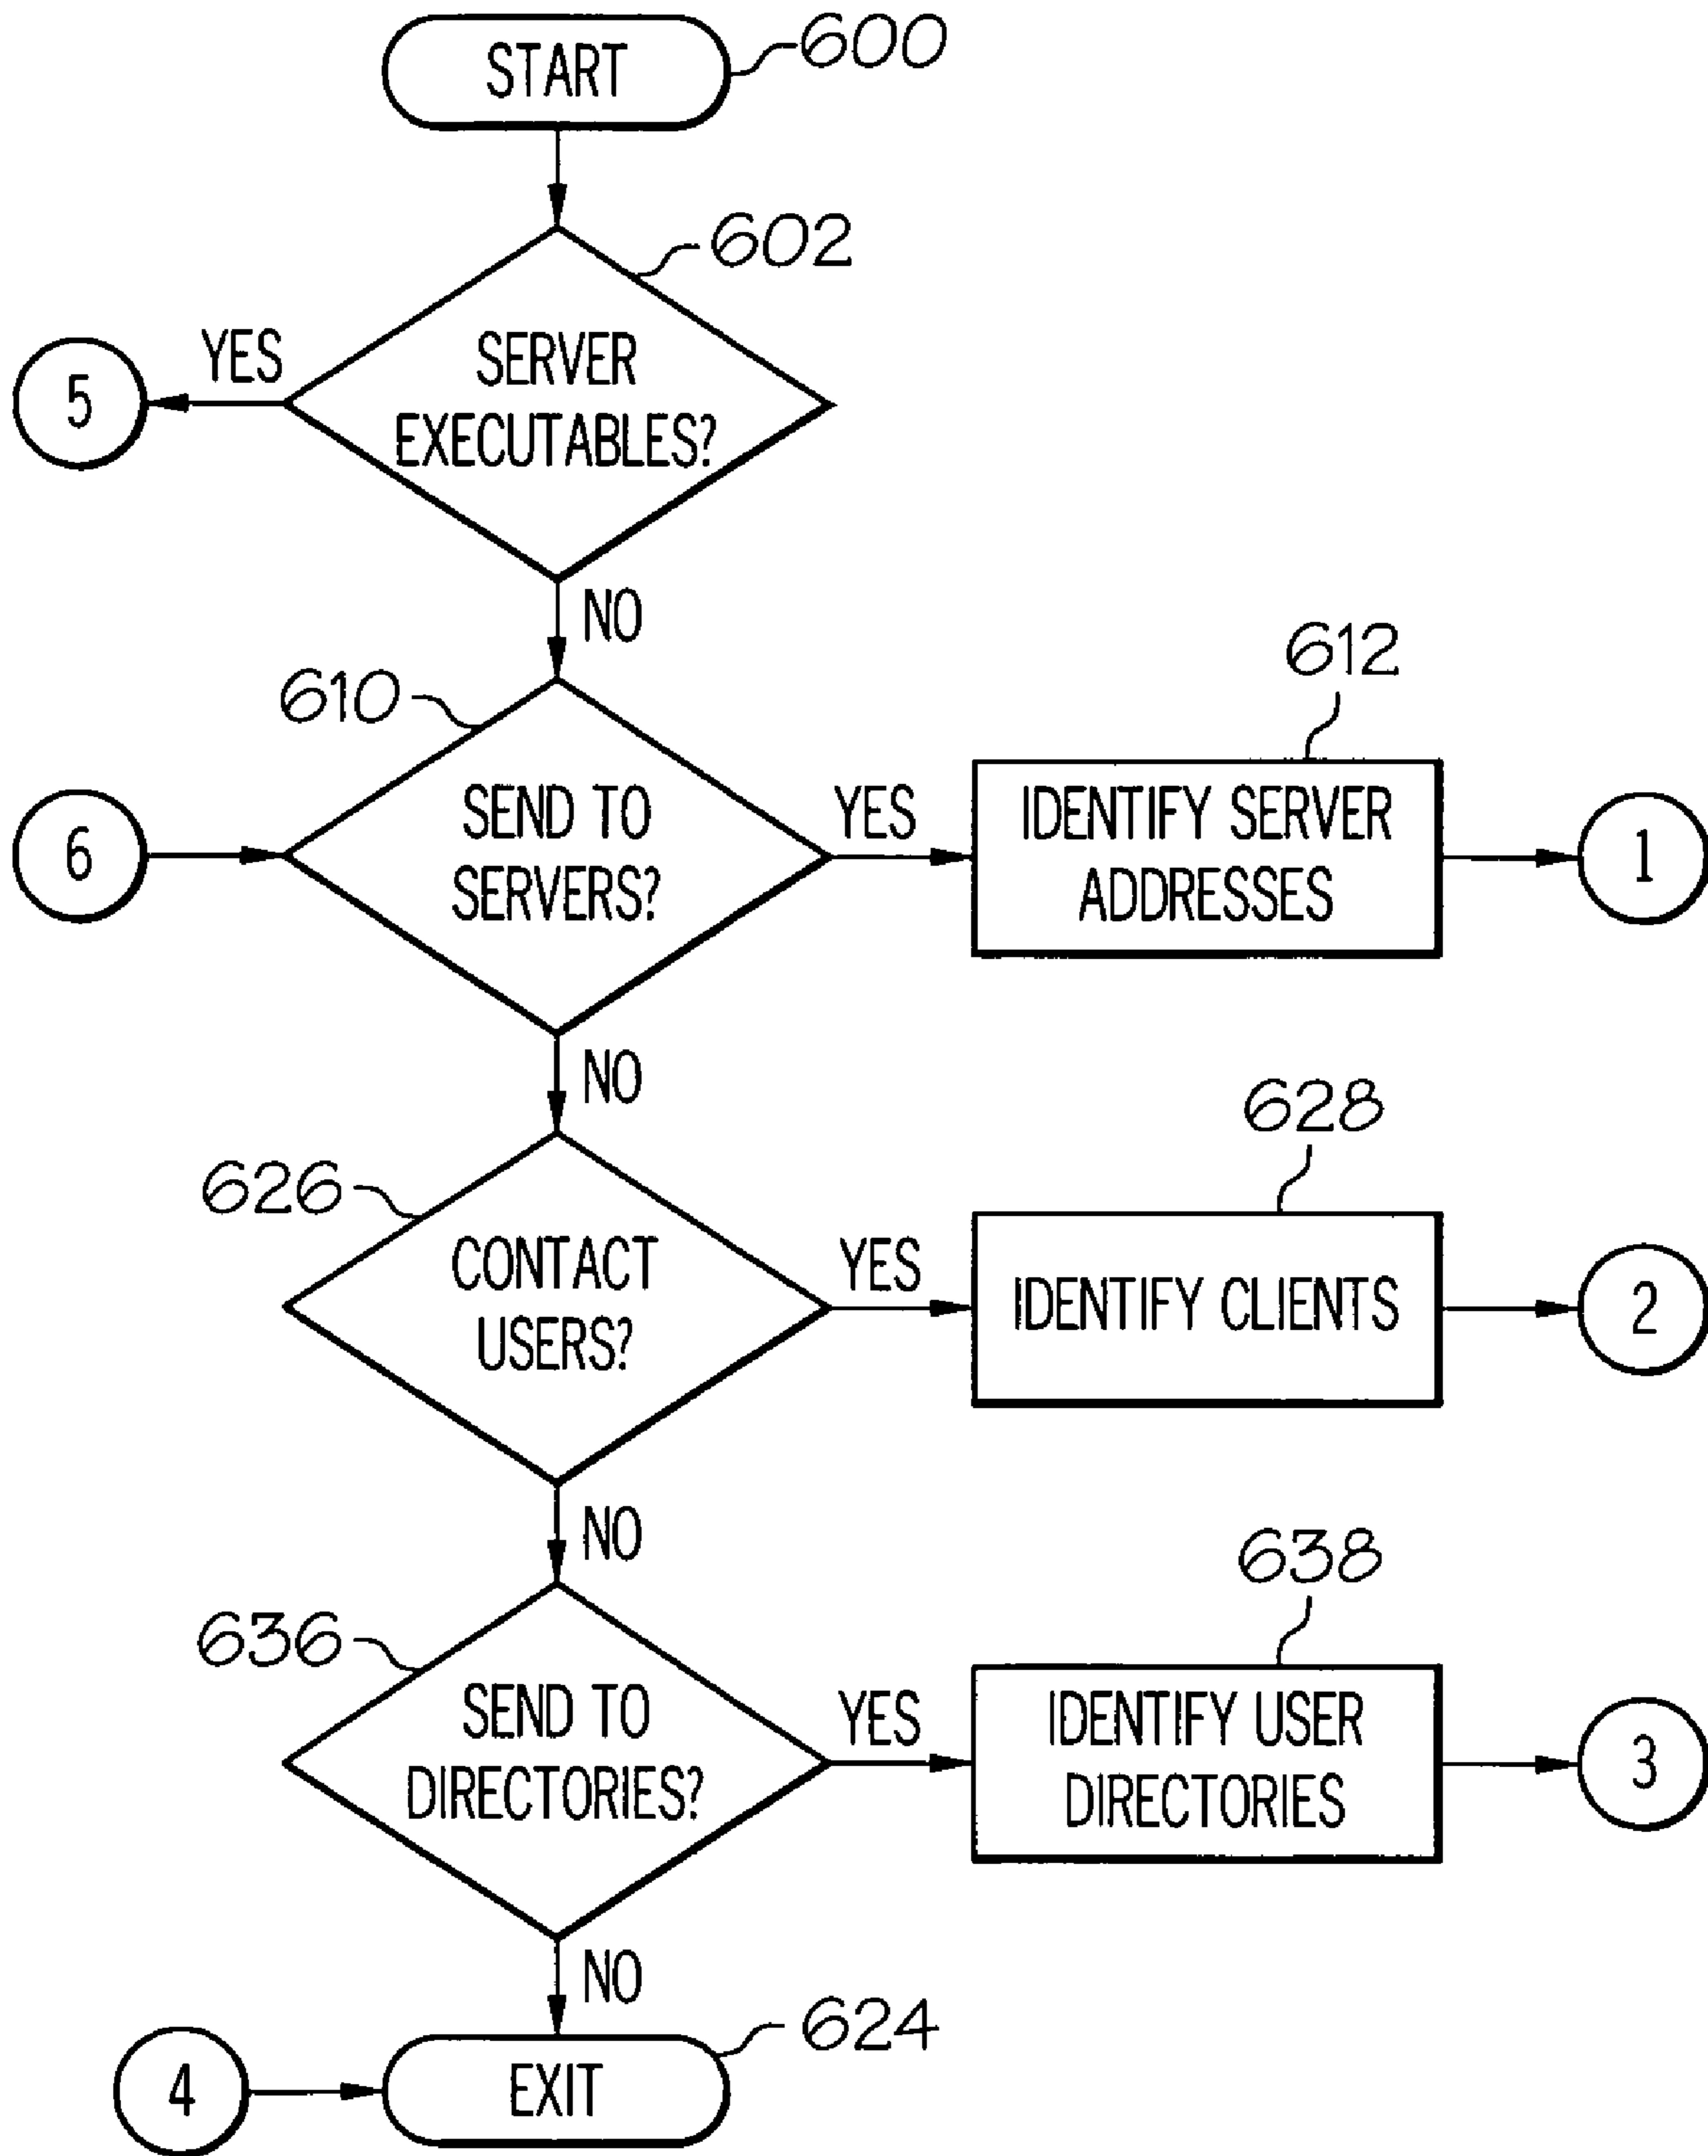 START
600
602
SERVER
EXECUTABLES?
YES
5
NO
610
SEND TO
SERVERS?
6
YES
612
IDENTIFY SERVER
ADDRESSES
1
NO
626
CONTACT
USERS?
YES
628
IDENTIFY CLIENTS
2
NO
636
SEND TO
DIRECTORIES?
YES
638
IDENTIFY USER
DIRECTORIES
3
NO
624
4
EXIT